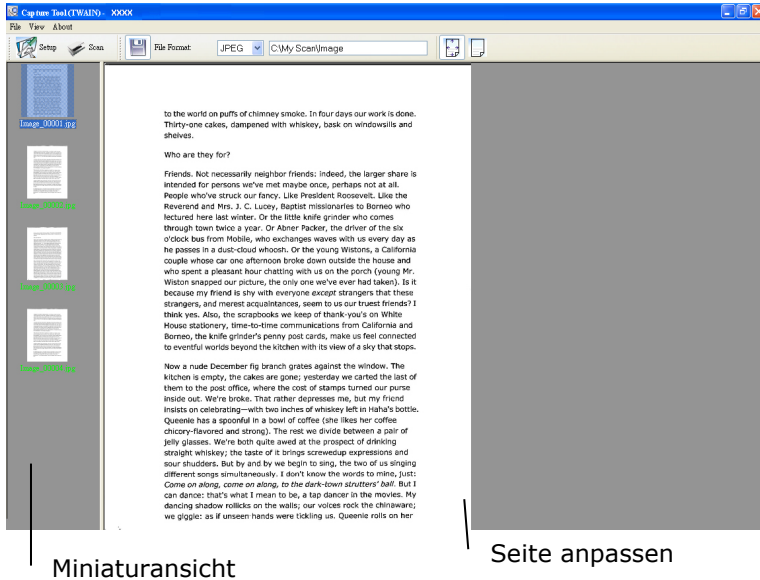 Capture Tool (TWAIN) - XXXX
File View About
Setup Scan File Format: JPEG C:\My Scan\Image
Image_00001.jpg
to the world on puffs of chimney smoke. In four days our work is done.
Thirty-one cakes, dampened with whiskey, bask on windowsills and
shelves.
Who are they for?
Friends. Not necessarily neighbor friends: indeed, the larger share is
intended for persons we've met maybe once, perhaps not at all.
People who've struck our fancy. Like President Roosevelt. Like the
Reverend and Mrs. J. C. Lucey, Baptist missionaries to Borneo who
lectured here last winter. Or the little knife grinder who comes
through town twice a year. Or Abner Packer, the driver of the six
o'clock bus from Mobile, who exchanges waves with us every day as
he passes in a dust-cloud whoosh. Or the young Wistons, a California
couple whose car one afternoon broke down outside the house and
who spent a pleasant hour chatting with us on the porch (young Mr.
Wiston snapped our picture, the only one we've ever had taken). Is it
because my friend is shy with everyone except strangers that these
strangers, and merest acquaintances, seem to us our truest friends? I
think yes. Also, the scrapbooks we keep of thank-you's on White
House stationery, time-to-time communications from California and
Borneo, the knife grinder's penny post cards, make us feel connected
to eventful worlds beyond the kitchen with its view of a sky that stops.
Now a nude December fig branch grates against the window. The
kitchen is empty, the cakes are gone; yesterday we carted the last of
them to the post office, where the cost of stamps turned our purse
inside out. We're broke. That rather depresses me, but my friend
insists on celebrating—with two inches of whiskey left in Haha's bottle.
Queenie has a spoonful in a bowl of coffee (she likes her coffee
chicory-flavored and strong). The rest we divide between a pair of
jelly glasses. We're both quite awed at the prospect of drinking
straight whiskey; the taste of it brings screwedup expressions and
sour shudders. But by and by we begin to sing, the two of us singing
different songs simultaneously. I don't know the words to mine, just:
Come on along, come on along, to the dark-town strutters' ball. But I
can dance: that's what I mean to be, a tap dancer in the movies. My
dancing shadow rollicks on the walls; our voices rock the chinaware;
we giggle: as if unseen hands were tickling us. Queenie rolls on her
Miniaturansicht
Seite anpassen